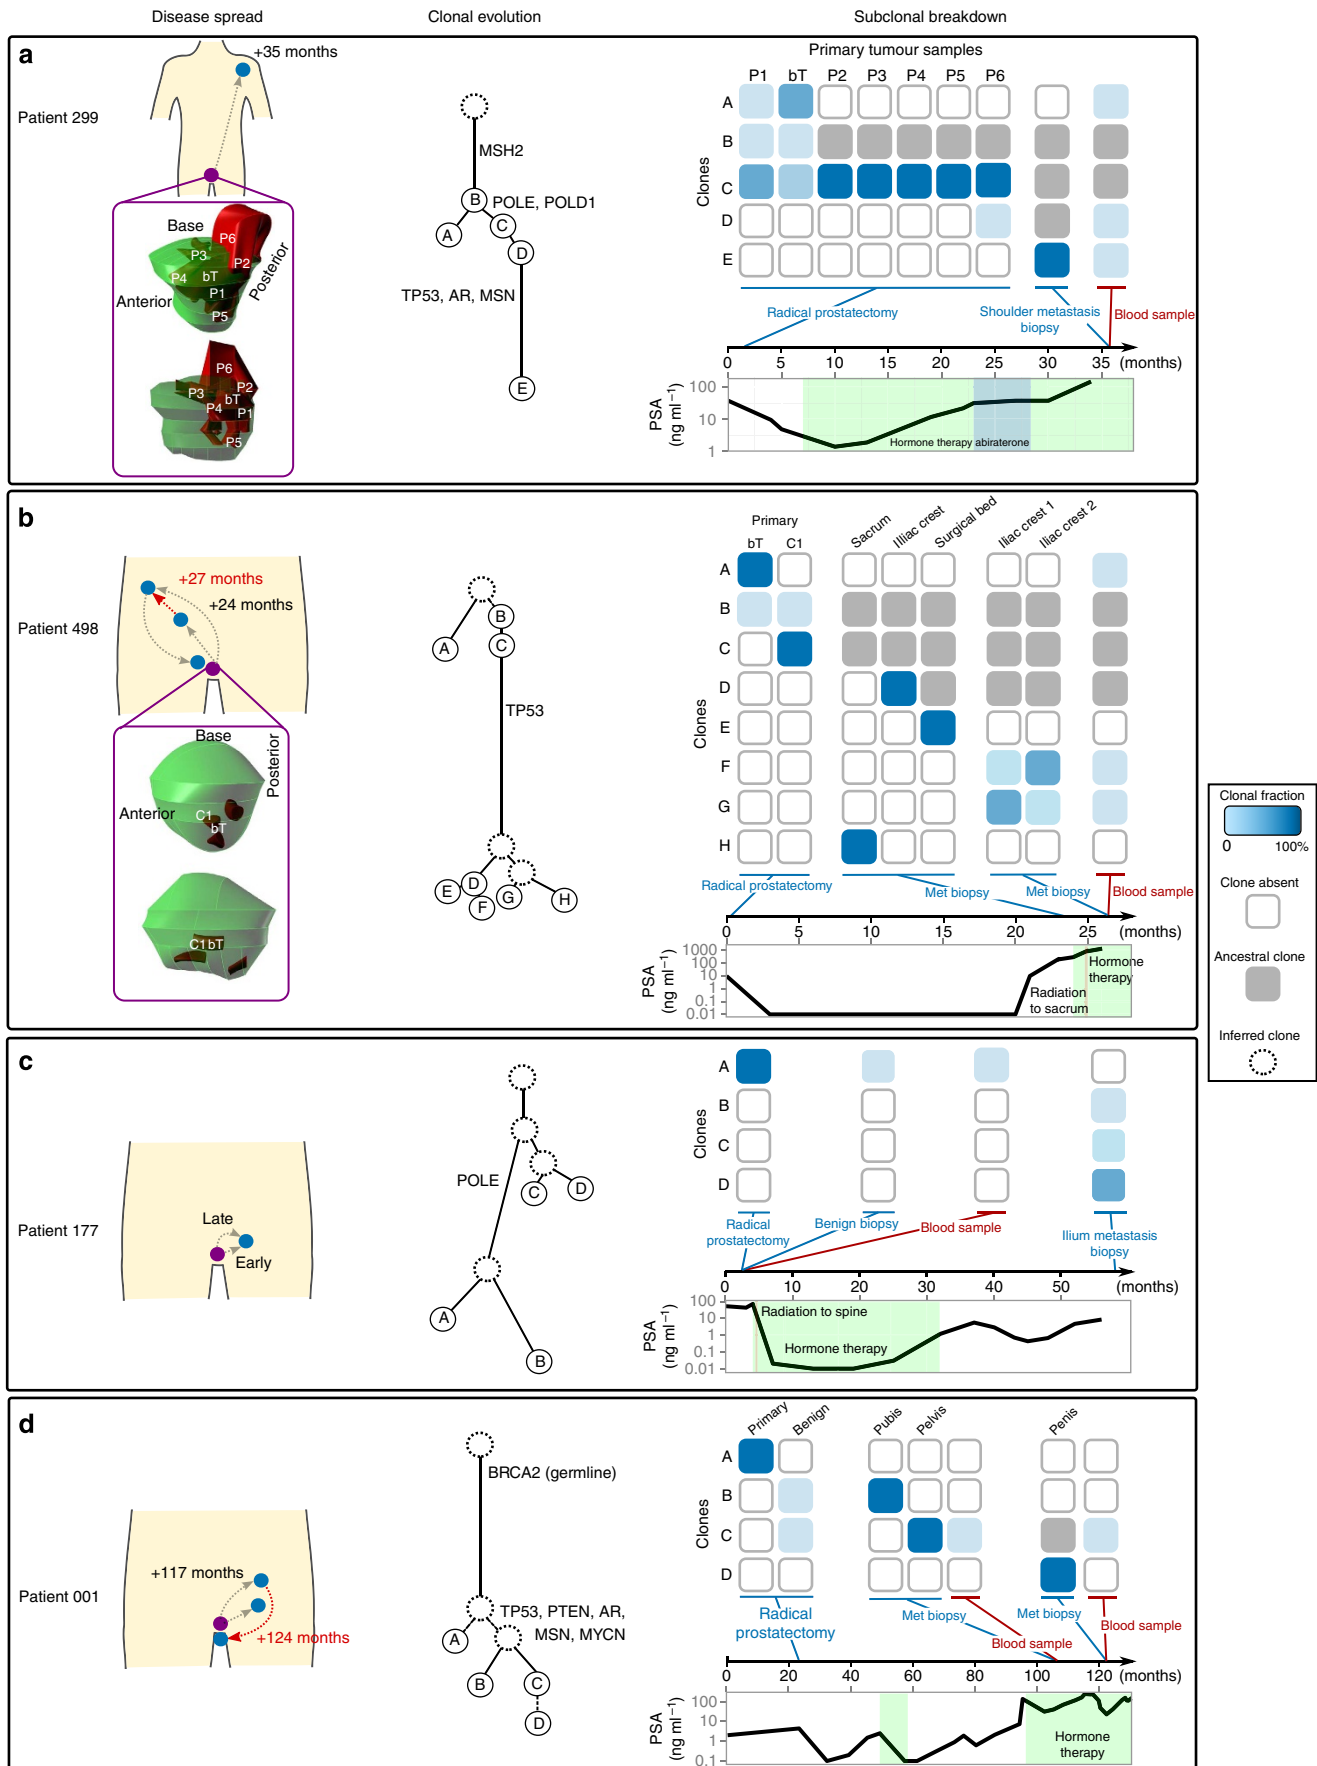 Disease spread
Clonal evolution
Subclonal breakdown
a
Patient 299
+35 months
Base
P6
P3
P2
P4
bT
P1
Anterior
Posterior
P5
P6
P3
P2
bT
P4
P1
P5
MSH2
B
POLE, POLD1
A
C
D
TP53, AR, MSN
E
Primary tumour samples
P1 bT P2 P3 P4 P5 P6
Clones
A
B
C
D
E
Radical prostatectomy
Shoulder metastasis
biopsy
Blood sample
0 5 10 15 20 25 30 35 (months)
PSA
(ng ml−1)
100
10
1
Hormone therapy abiraterone
b
Patient 498
+27 months
+24 months
Base
Posterior
Anterior
C1
bT
C1bT
B
A
C
TP53
E
D
F
G
H
Primary
bT C1
Sacrum
Illiac crest
Surgical bed
Iliac crest 1
Iliac crest 2
Clones
A
B
C
D
E
F
G
H
Radical prostatectomy
Met biopsy
Met biopsy
Blood sample
0 5 10 15 20 25 (months)
PSA
(ng ml−1)
1000
100
10
1
0.1
0.01
Radiation
to sacrum
Hormone
therapy
Clonal fraction
0 100%
Clone absent
Ancestral clone
Inferred clone
c
Patient 177
Late
Early
POLE
C
D
A
B
Clones
A
B
C
D
Radical
prostatectomy
Benign biopsy
Blood sample
Ilium metastasis
biopsy
0 10 20 30 40 50 (months)
PSA
(ng ml−1)
100
10
1
0.1
0.01
Radiation to spine
Hormone therapy
d
Patient 001
+117 months
+124 months
BRCA2 (germline)
TP53, PTEN, AR,
MSN, MYCN
A
B
C
D
Primary
Benign
Pubis
Pelvis
Penis
Clones
A
B
C
D
Radical
prostatectomy
Met biopsy
Blood sample
Met biopsy
Blood sample
0 20 40 60 80 100 120 (months)
PSA
(ng ml−1)
100
10
1
0.1
Hormone
therapy